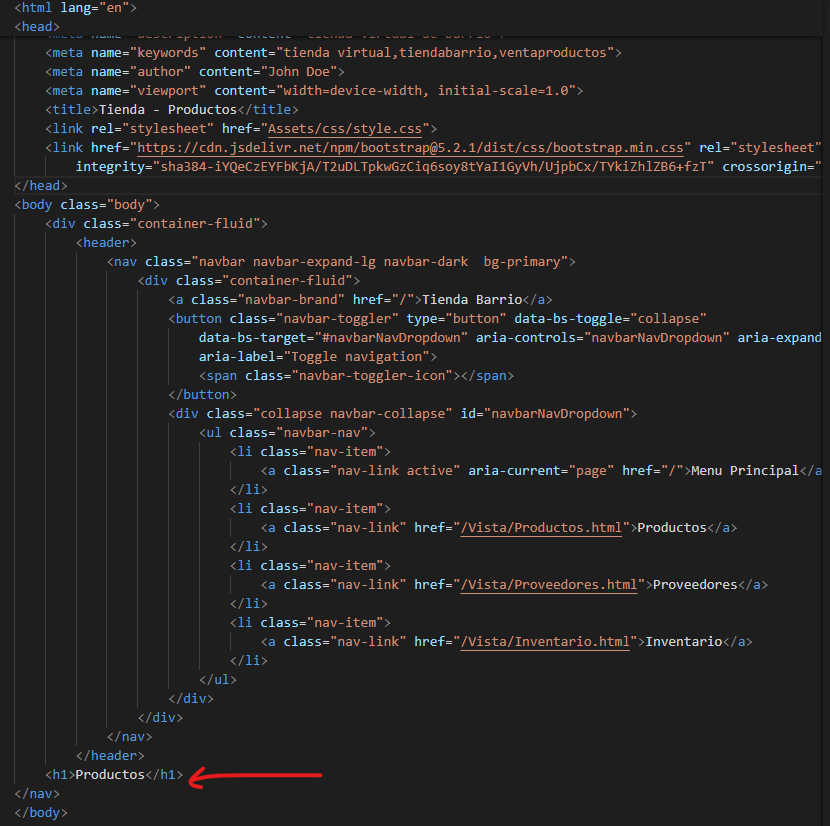 <html lang="en">
<head>
<meta name="description" content="tienda virtual de barrio">
<meta name="keywords" content="tienda virtual,tiendabarrio,ventaproductos">
<meta name="author" content="John Doe">
<meta name="viewport" content="width=device-width, initial-scale=1.0">
<title>Tienda - Productos</title>
<link rel="stylesheet" href="Assets/css/style.css">
<link href="https://cdn.jsdelivr.net/npm/bootstrap@5.2.1/dist/css/bootstrap.min.css" rel="stylesheet"
integrity="sha384-iYQeCzEYFbKjA/T2uDLTpkwGzCiq6soy8tYaI1GyVh/UjpbCx/TYkiZhlZB6+fzT" crossorigin="
</head>
<body class="body">
<div class="container-fluid">
<header>
<nav class="navbar navbar-expand-lg navbar-dark  bg-primary">
<div class="container-fluid">
<a class="navbar-brand" href="/">Tienda Barrio</a>
<button class="navbar-toggler" type="button" data-bs-toggle="collapse"
data-bs-target="#navbarNavDropdown" aria-controls="navbarNavDropdown" aria-expand
aria-label="Toggle navigation">
<span class="navbar-toggler-icon"></span>
</button>
<div class="collapse navbar-collapse" id="navbarNavDropdown">
<ul class="navbar-nav">
<li class="nav-item">
<a class="nav-link active" aria-current="page" href="/">Menu Principal</a
</li>
<li class="nav-item">
<a class="nav-link" href="/Vista/Productos.html">Productos</a>
</li>
<li class="nav-item">
<a class="nav-link" href="/Vista/Proveedores.html">Proveedores</a>
</li>
<li class="nav-item">
<a class="nav-link" href="/Vista/Inventario.html">Inventario</a>
</li>
</ul>
</div>
</div>
</nav>
</header>
<h1>Productos</h1>
</nav>
</body>